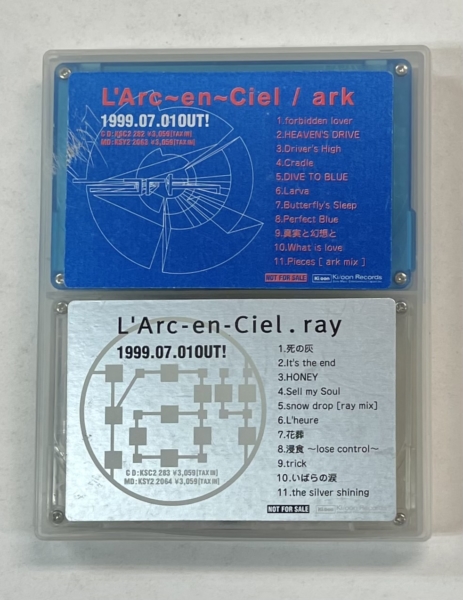 L'Arc~en~Ciel / ark
1999.07.01OUT!
CD:KSC2 282 ¥3,059[TAX IN]
MD:KSY2 2063 ¥3,059[TAX IN]
1.forbidden lover
2.HEAVEN'S DRIVE
3.Driver's High
4.Cradle
5.DIVE TO BLUE
6.Larva
7.Butterfly's Sleep
8.Perfect Blue
9.真実と幻想と
10.What is love
11.Pieces [ ark mix ]
NOT FOR SALE
Ki/oon Records
L'Arc-en-Ciel . ray
1999.07.01OUT!
1.死の灰
2.It's the end
3.HONEY
4.Sell my Soul
5.snow drop [ray mix]
6.L'heure
7.花葬
8.浸食 ～lose control～
9.trick
10.いばらの涙
11.the silver shining
CD:KSC2 283 ¥3,059[TAX IN]
MD:KSY2 2064 ¥3,059[TAX IN]
NOT FOR SALE